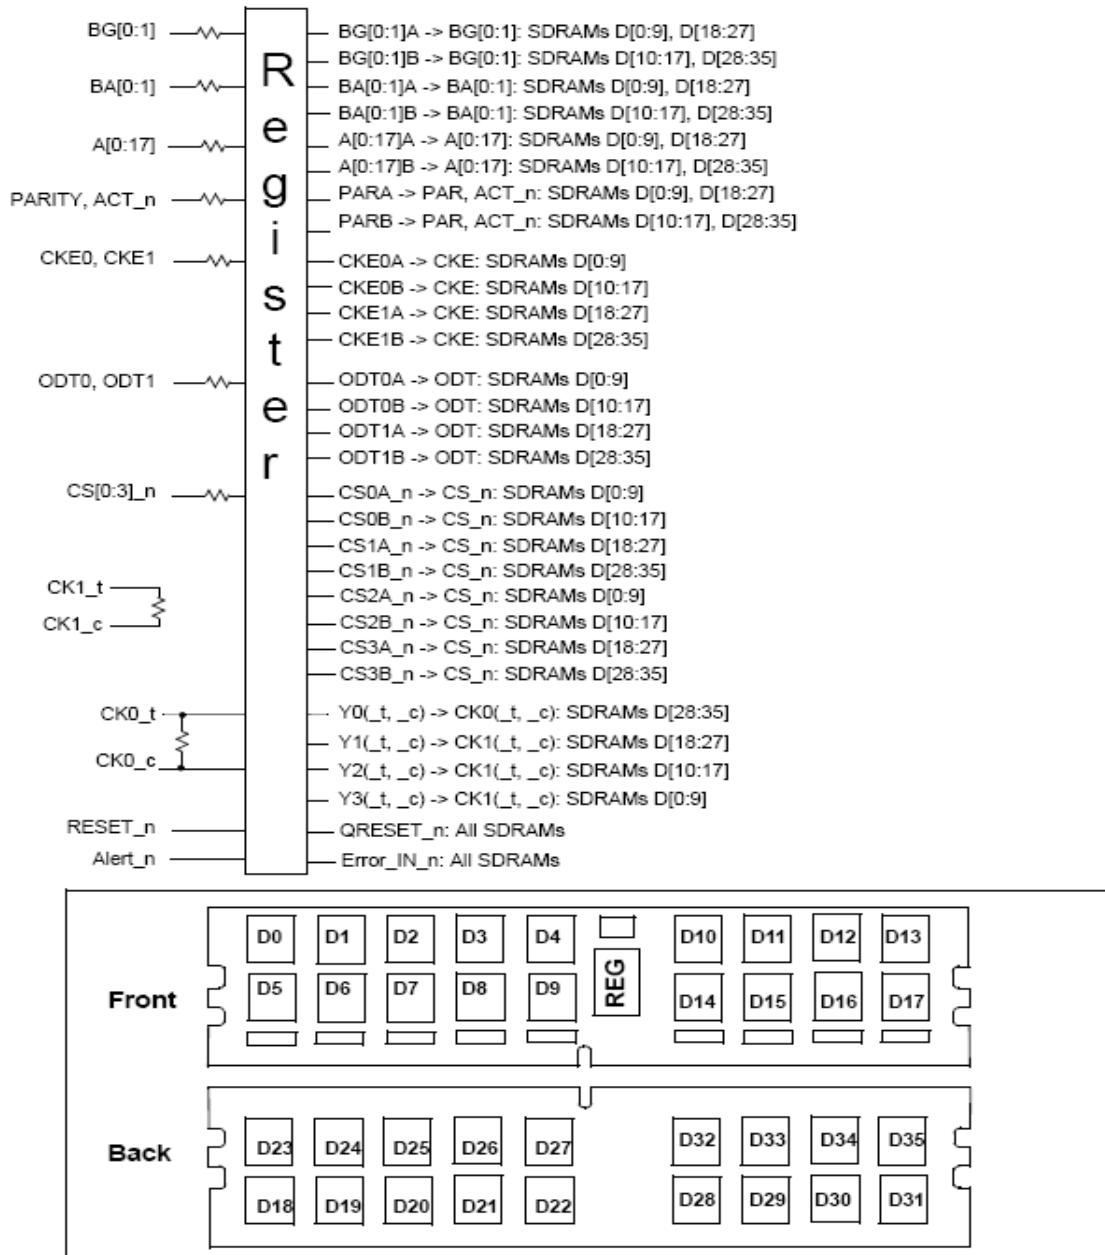 BG[0:1]
BG[0:1]A -> BG[0:1]: SDRAMs D[0:9], D[18:27]
BG[0:1]B -> BG[0:1]: SDRAMs D[10:17], D[28:35]
BA[0:1]
BA[0:1]A -> BA[0:1]: SDRAMs D[0:9], D[18:27]
BA[0:1]B -> BA[0:1]: SDRAMs D[10:17], D[28:35]
A[0:17]
A[0:17]A -> A[0:17]: SDRAMs D[0:9], D[18:27]
A[0:17]B -> A[0:17]: SDRAMs D[10:17], D[28:35]
PARITY, ACT_n
PARA -> PAR, ACT_n: SDRAMs D[0:9], D[18:27]
PARB -> PAR, ACT_n: SDRAMs D[10:17], D[28:35]
Register
CKE0, CKE1
CKE0A -> CKE: SDRAMs D[0:9]
CKE0B -> CKE: SDRAMs D[10:17]
CKE1A -> CKE: SDRAMs D[18:27]
CKE1B -> CKE: SDRAMs D[28:35]
ODT0, ODT1
ODT0A -> ODT: SDRAMs D[0:9]
ODT0B -> ODT: SDRAMs D[10:17]
ODT1A -> ODT: SDRAMs D[18:27]
ODT1B -> ODT: SDRAMs D[28:35]
CS[0:3]_n
CS0A_n -> CS_n: SDRAMs D[0:9]
CS0B_n -> CS_n: SDRAMs D[10:17]
CS1A_n -> CS_n: SDRAMs D[18:27]
CS1B_n -> CS_n: SDRAMs D[28:35]
CS2A_n -> CS_n: SDRAMs D[0:9]
CS2B_n -> CS_n: SDRAMs D[10:17]
CS3A_n -> CS_n: SDRAMs D[18:27]
CS3B_n -> CS_n: SDRAMs D[28:35]
CK1_t
CK1_c
CK0_t
CK0_c
Y0(_t, _c) -> CK0(_t, _c): SDRAMs D[28:35]
Y1(_t, _c) -> CK1(_t, _c): SDRAMs D[18:27]
Y2(_t, _c) -> CK1(_t, _c): SDRAMs D[10:17]
Y3(_t, _c) -> CK1(_t, _c): SDRAMs D[0:9]
RESET_n
QRESET_n: All SDRAMs
Alert_n
Error_IN_n: All SDRAMs
Front
D0 D1 D2 D3 D4 D10 D11 D12 D13
REG
D5 D6 D7 D8 D9 D14 D15 D16 D17
Back
D23 D24 D25 D26 D27 D32 D33 D34 D35
D18 D19 D20 D21 D22 D28 D29 D30 D31